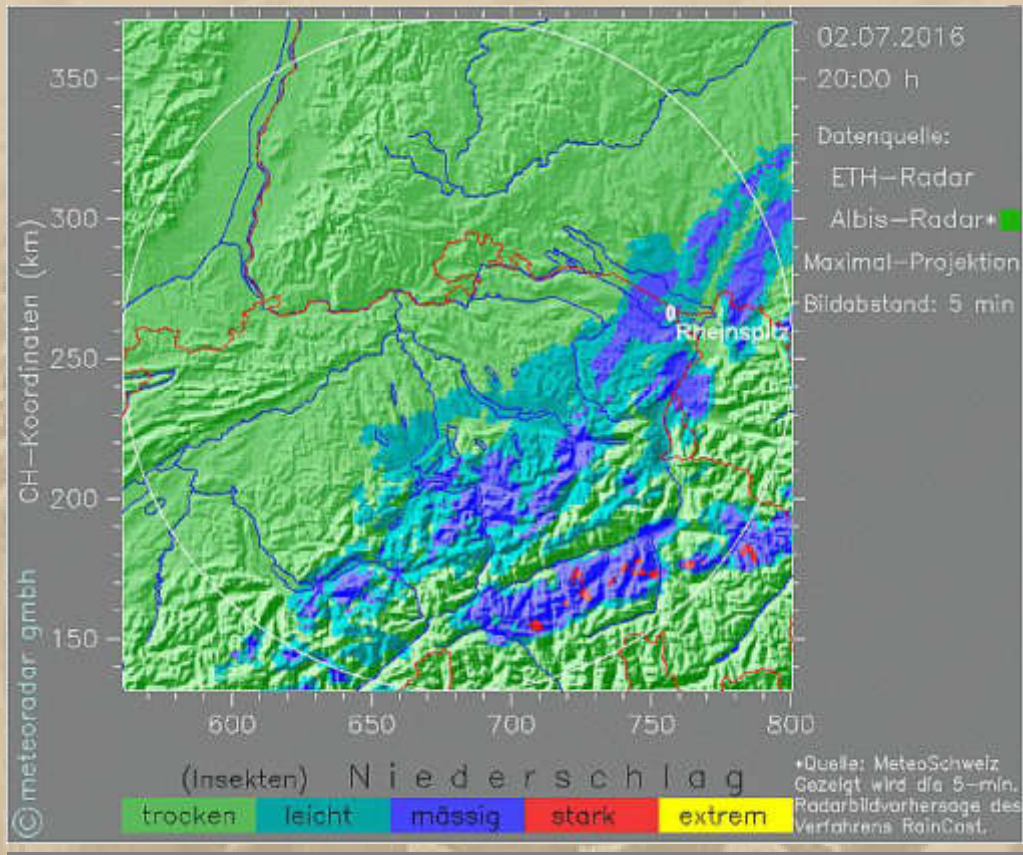 02.07.2016
20:00 h
Datenquelle:
ETH-Radar
Albis-Radar*
Maximal-Projektion
Bildabstand: 5 min
CH-Koordinaten (km)
350
300
250
200
150
Rheinspitz
600
650
700
750
800
(Insekten) Niederschlag
trocken leicht mässig stark extrem
*Quelle: MeteoSchweiz
Gezeigt wird die 5-min.
Radarbildvorhersage des
Verfahrens RainCast.
© meteoradar gmbh